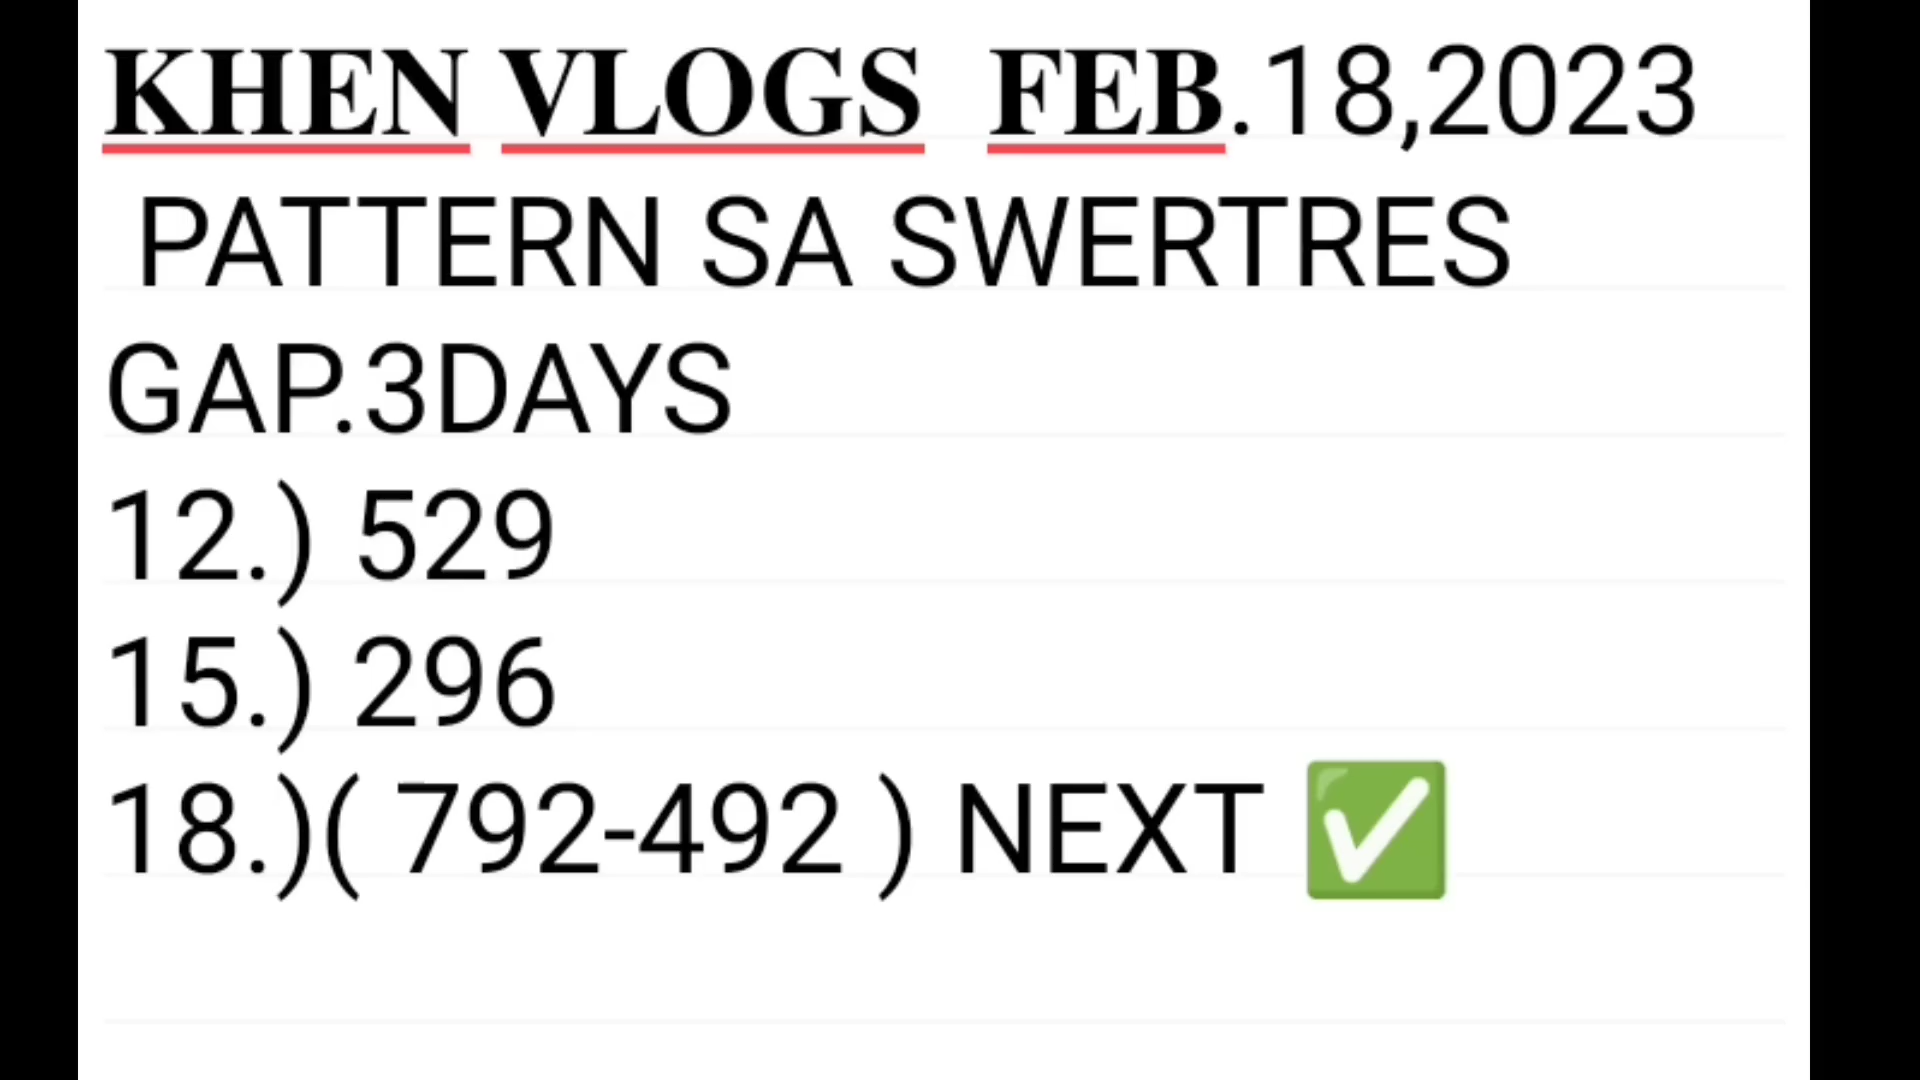 KHEN VLOGS FEB.18,2023
PATTERN SA SWERTRES
GAP.3DAYS
12.) 529
15.) 296
18.)( 792-492 ) NEXT ✅